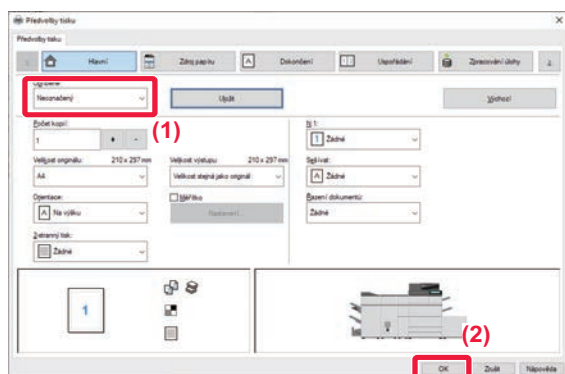 Předvolby tisku
Předvolby tisku
Hlavní Zdroj papíru Dokončení Uspořádání Zpracování úlohy
Oblíbené:
Neoznačený Uložit Výchozí
Počet kopií:
1 + -
(1)
N:1:
1 Žádné
Velikost originálu: 210 x 297 mm Velikost výstupu: 210 x 297 mm
A4 Velikost stejná jako originál
Sešívat:
Žádné
Orientace: Měřítko
Na výšku Nastavení...
Řazení dokumentů:
Žádné
2-stranný tisk:
Žádné
1
(2)
OK Zrušit Nápověda